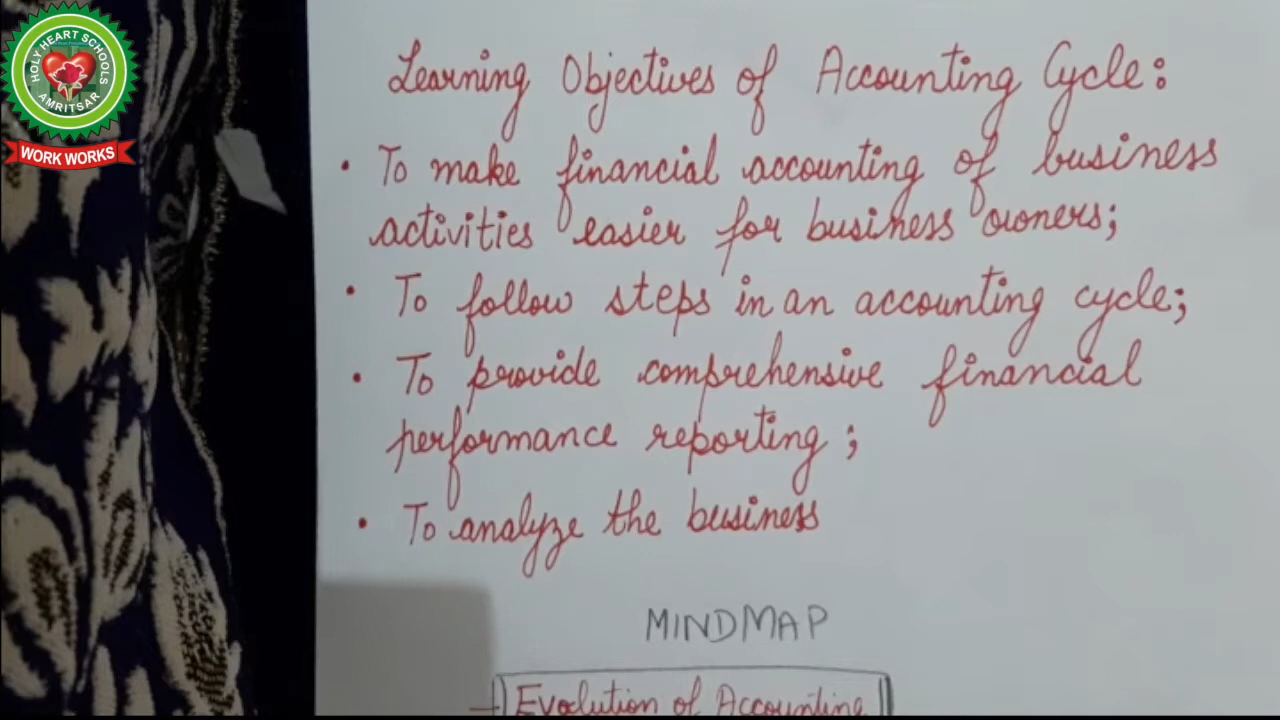 HOLY HEART SCHOOLS
AMRITSAR
WORK WORKS
Learning Objectives of Accounting Cycle:
• To make financial accounting of business
activities easier for business owners;
• To follow steps in an accounting cycle;
• To provide comprehensive financial
performance reporting;
• To analyze the business
MINDMAP
Evolution of Accounting